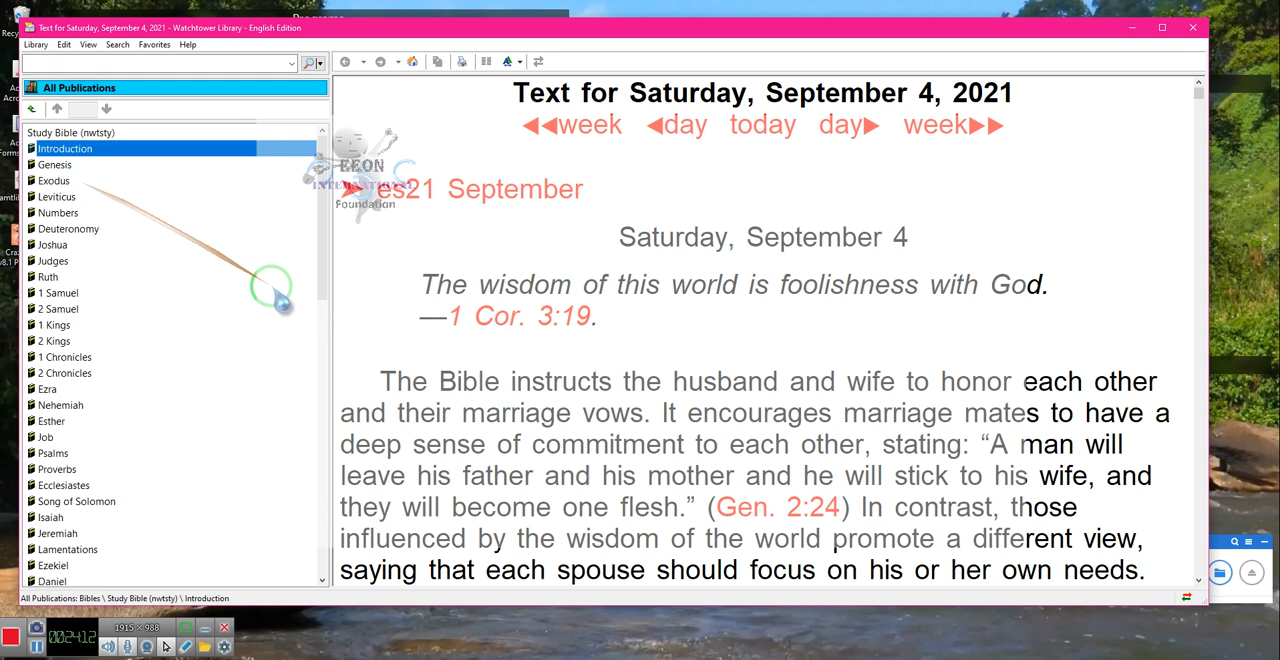 Text for Saturday, September 4, 2021 - Watchtower Library - English Edition
Library Edit View Search Favorites Help
All Publications
Study Bible (nwtsty)
Introduction
Genesis
Exodus
Leviticus
Numbers
Deuteronomy
Joshua
Judges
Ruth
1 Samuel
2 Samuel
1 Kings
2 Kings
1 Chronicles
2 Chronicles
Ezra
Nehemiah
Esther
Job
Psalms
Proverbs
Ecclesiastes
Song of Solomon
Isaiah
Jeremiah
Lamentations
Ezekiel
Daniel
Text for Saturday, September 4, 2021
week day today day week
es21 September
EEON
INTERNATIONAL
Foundation
Saturday, September 4
The wisdom of this world is foolishness with God.
—1 Cor. 3:19.
The Bible instructs the husband and wife to honor each other
and their marriage vows. It encourages marriage mates to have a
deep sense of commitment to each other, stating: “A man will
leave his father and his mother and he will stick to his wife, and
they will become one flesh.” (Gen. 2:24) In contrast, those
influenced by the wisdom of the world promote a different view,
saying that each spouse should focus on his or her own needs.
All Publications: Bibles \ Study Bible (nwtsty) \ Introduction
1915 × 988
00:24:12